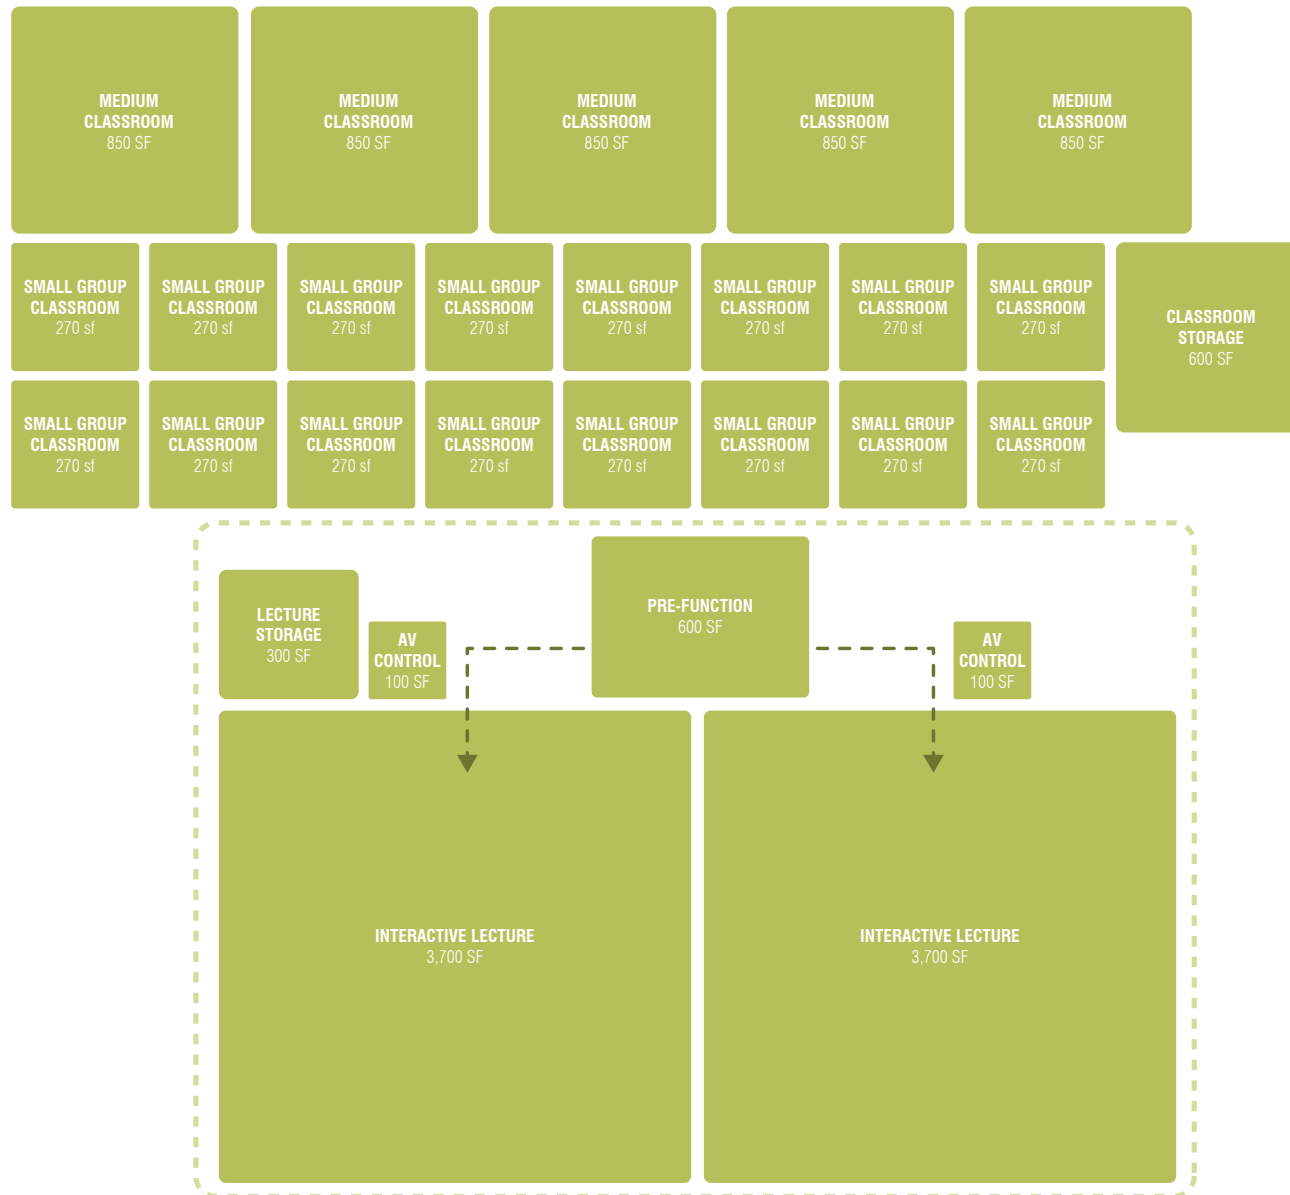 MEDIUM
CLASSROOM
850 SF
MEDIUM
CLASSROOM
850 SF
MEDIUM
CLASSROOM
850 SF
MEDIUM
CLASSROOM
850 SF
MEDIUM
CLASSROOM
850 SF
SMALL GROUP
CLASSROOM
270 sf
SMALL GROUP
CLASSROOM
270 sf
SMALL GROUP
CLASSROOM
270 sf
SMALL GROUP
CLASSROOM
270 sf
SMALL GROUP
CLASSROOM
270 sf
SMALL GROUP
CLASSROOM
270 sf
SMALL GROUP
CLASSROOM
270 sf
SMALL GROUP
CLASSROOM
270 sf
CLASSROOM
STORAGE
600 SF
SMALL GROUP
CLASSROOM
270 sf
SMALL GROUP
CLASSROOM
270 sf
SMALL GROUP
CLASSROOM
270 sf
SMALL GROUP
CLASSROOM
270 sf
SMALL GROUP
CLASSROOM
270 sf
SMALL GROUP
CLASSROOM
270 sf
SMALL GROUP
CLASSROOM
270 sf
SMALL GROUP
CLASSROOM
270 sf
LECTURE
STORAGE
300 SF
AV
CONTROL
100 SF
PRE-FUNCTION
600 SF
AV
CONTROL
100 SF
INTERACTIVE LECTURE
3,700 SF
INTERACTIVE LECTURE
3,700 SF